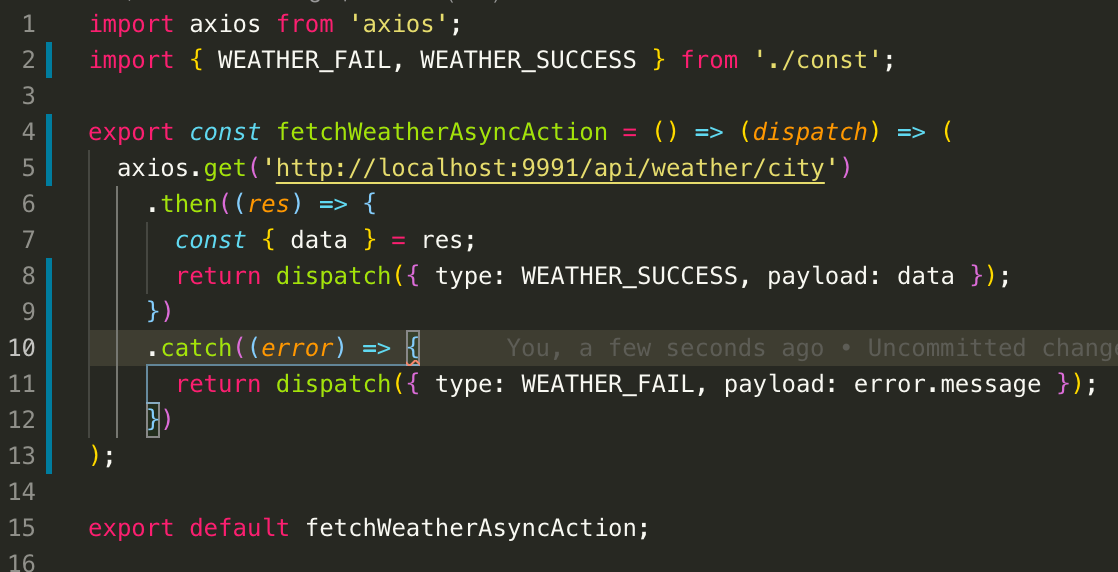 1 import axios from 'axios';
2 import { WEATHER_FAIL, WEATHER_SUCCESS } from './const';
3
4 export const fetchWeatherAsyncAction = () => (dispatch) => (
5 axios.get('http://localhost:9991/api/weather/city')
6 .then((res) => {
7 const { data } = res;
8 return dispatch({ type: WEATHER_SUCCESS, payload: data });
9 })
10 .catch((error) => { You, a few seconds ago • Uncommitted
11 return dispatch({ type: WEATHER_FAIL, payload: error.message });
12 })
13 );
14
15 export default fetchWeatherAsyncAction;
16